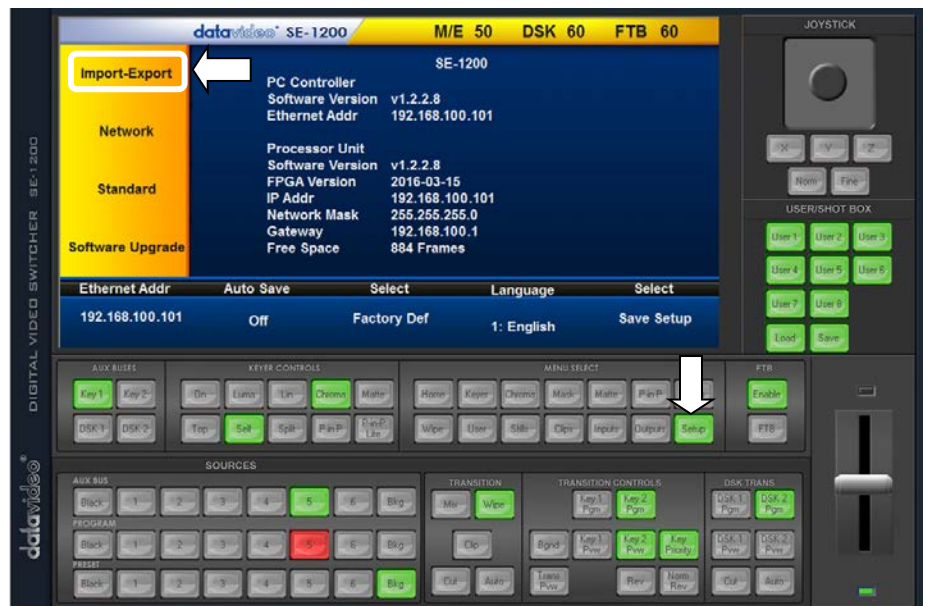 datavideo SE-1200 M/E 50 DSK 60 FTB 60
JOYSTICK
Import-Export
Network
Standard
Software Upgrade
SE-1200
PC Controller
Software Version v1.2.2.8
Ethernet Addr 192.168.100.101
Processor Unit
Software Version v1.2.2.8
FPGA Version 2016-03-15
IP Addr 192.168.100.101
Network Mask 255.255.255.0
Gateway 192.168.100.1
Free Space 884 Frames
Ethernet Addr Auto Save Select Language Select
192.168.100.101 Off Factory Def 1: English Save Setup
X Y Z
Norm Fine
USER/SHOT BOX
User 1 User 2 User 3
User 4 User 5 User 6
User 7 User 8
Load Save
DIGITAL VIDEO SWITCHER SE-1200
datavideo
AUX BUSES KEYER CONTROLS MENU SELECT FTB
Key 1 Key 2 On Luma Lin Chroma Matte Home Keyer Chroma Mask Matte P-in-P Enable
DSK 1 DSK 2 Top Self Split P-in-P P-in-P Lite Wipe User Stills Clips Inputs Outputs Setup FTB
SOURCES
AUX BUS
Black 1 2 3 4 5 6 Bkg
PROGRAM
Black 1 2 3 4 5 6 Bkg
PRESET
Black 1 2 3 4 5 6 Bkg
TRANSITION
Mix Wipe
Clip
Cut Auto
TRANSITION CONTROLS
Key 1 Pgm Key 2 Pgm
Bgnd Key 1 Pvw Key 2 Pvw Key Priority
Trans Pvw Rev Norm Rev
DSK TRANS
DSK 1 Pgm DSK 2 Pgm
DSK 1 Pvw DSK 2 Pvw
Cut Auto